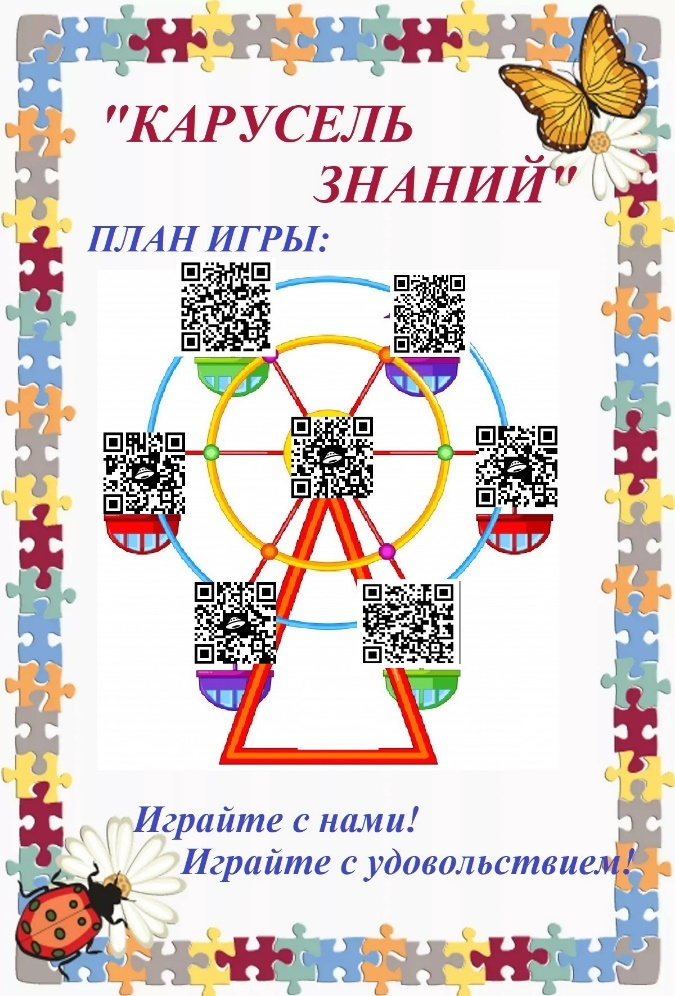 "КАРУСЕЛЬ
ЗНАНИЙ"
ПЛАН ИГРЫ:
Играйте с нами!
Играйте с удовольствием!